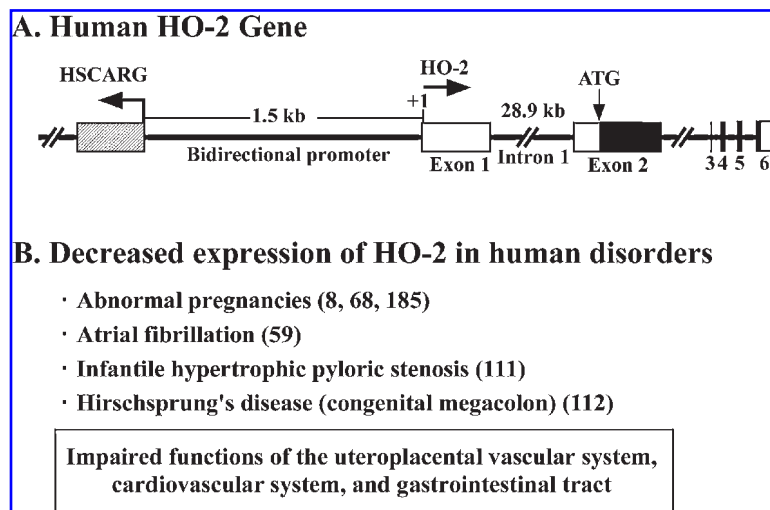 A. Human HO-2 Gene
HSCARG
HO-2
ATG
+1
1.5 kb
28.9 kb
Bidirectional promoter
Exon 1
Intron 1
Exon 2
3 4 5 6
B. Decreased expression of HO-2 in human disorders
· Abnormal pregnancies (8, 68, 185)
· Atrial fibrillation (59)
· Infantile hypertrophic pyloric stenosis (111)
· Hirschsprung's disease (congenital megacolon) (112)
Impaired functions of the uteroplacental vascular system,
cardiovascular system, and gastrointestinal tract